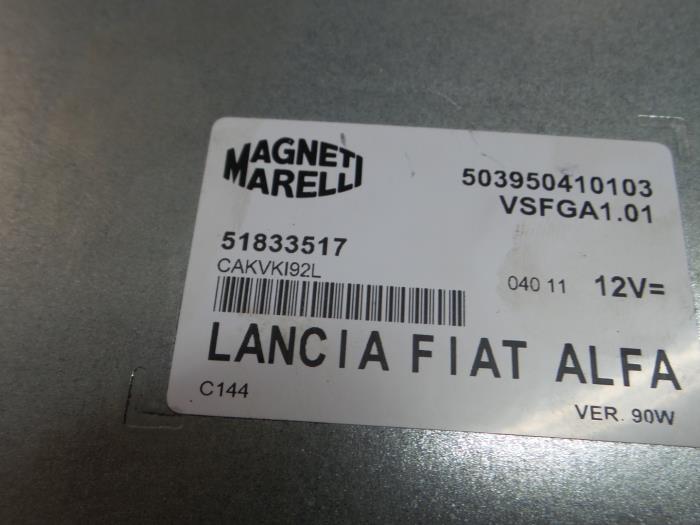 MAGNETI
MARELLI
503950410103
VSFGA1.01
51833517
CAKVKI92L
040 11 12V=
LANCIA FIAT ALFA
C144
VER. 90W